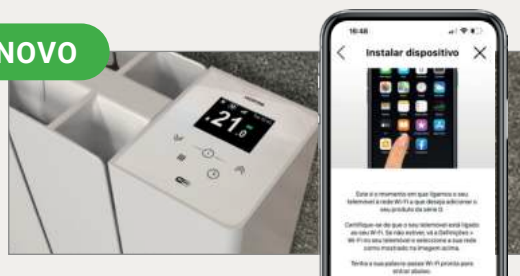 NOVO
21.0
16:48
Instalar dispositivo
Este é o momento em que ligamos o seu
telemóvel à rede Wi-Fi a que deseja adicionar o
seu produto da série D.
Certifique-se de que o seu telemóvel está ligado
ao seu Wi-Fi. Se não estiver, vá a Definições >
Wi-Fi no seu telemóvel e seleccione a sua rede
como mostrado na imagem acima.
Tenha a sua palavra-passe Wi-Fi pronta para
entrar abaixo.